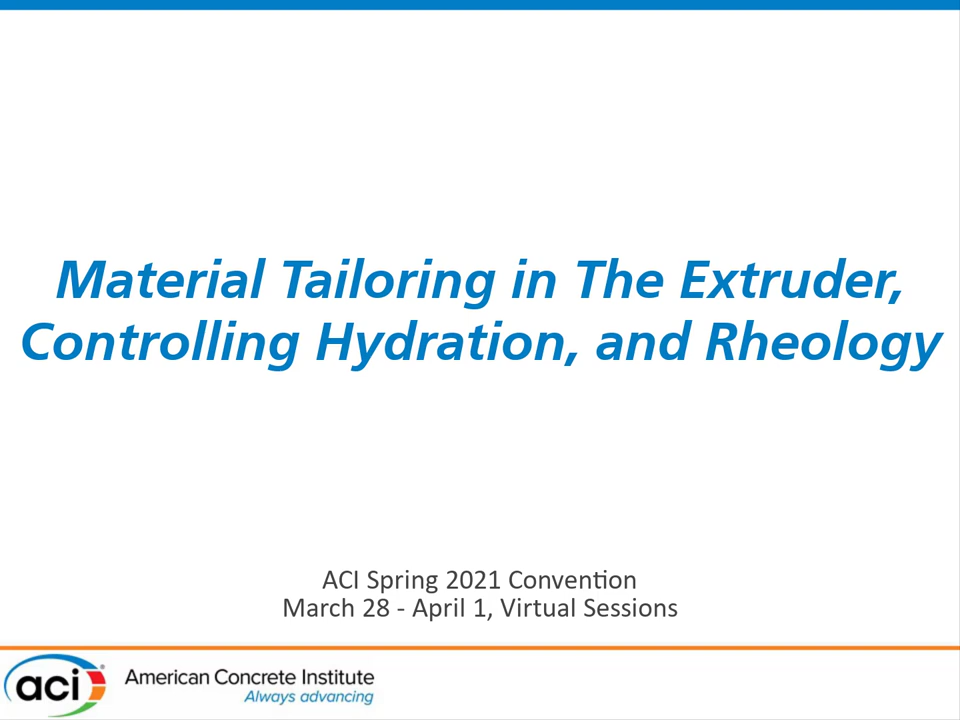 Material Tailoring in The Extruder,
Controlling Hydration, and Rheology
ACI Spring 2021 Convention
March 28 - April 1, Virtual Sessions
aci
American Concrete Institute
Always advancing